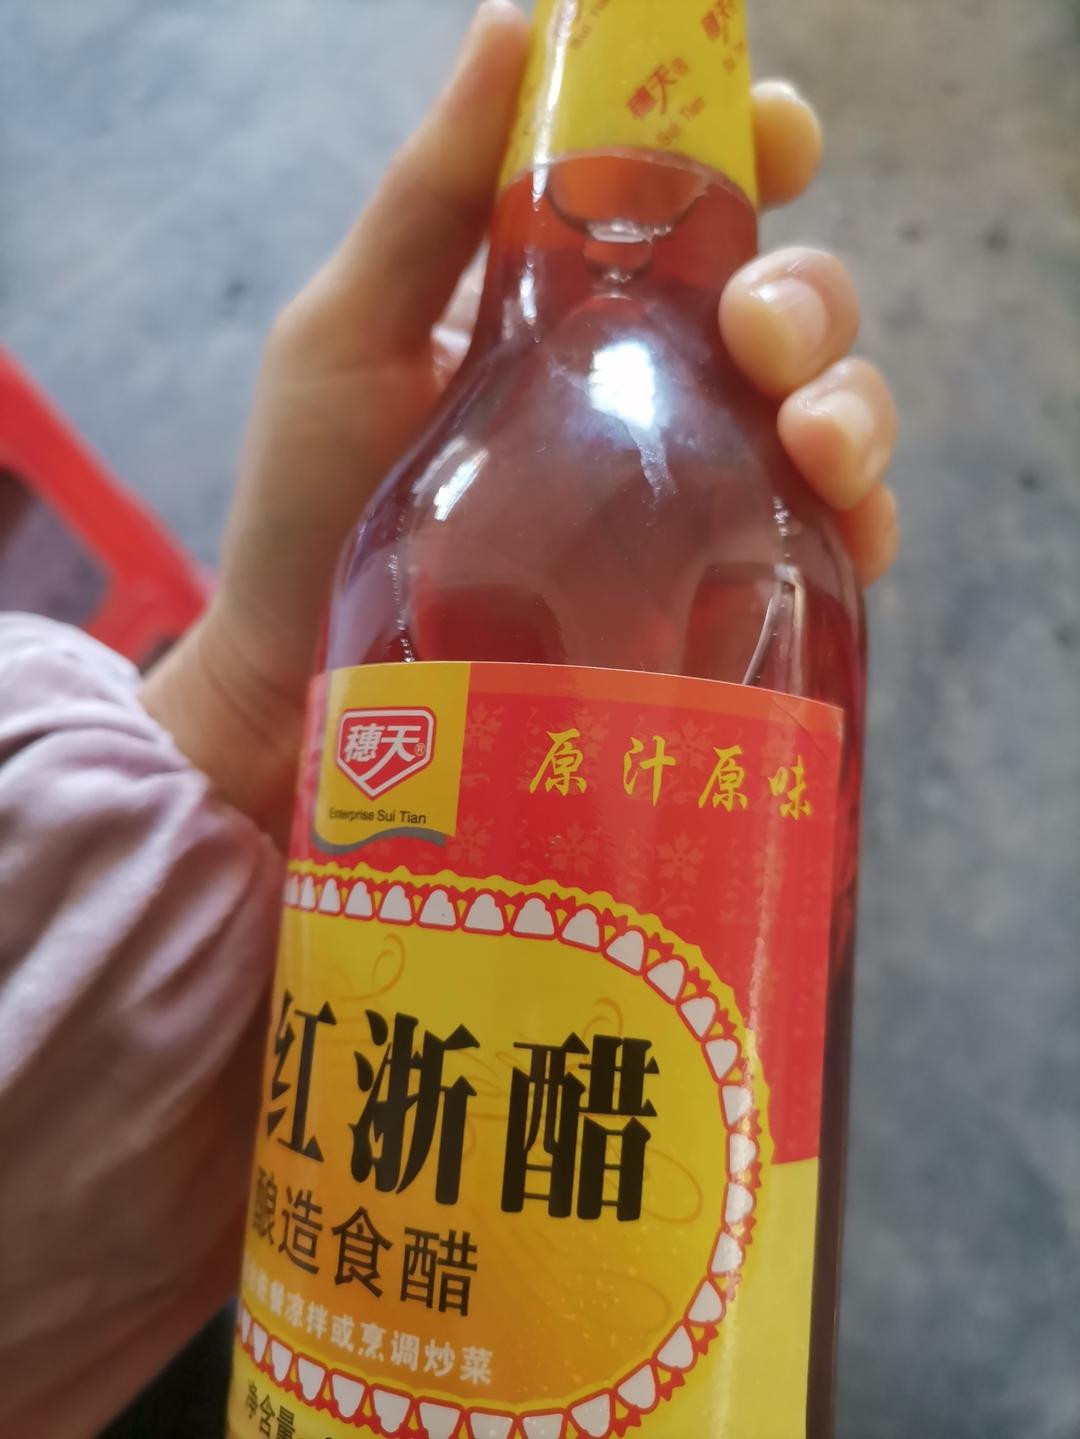 穗天
Sui Tian
穗天®
Enterprise Sui Tian
原汁原味
红浙醋
酿造食醋
餐凉拌或烹调炒菜
净含量